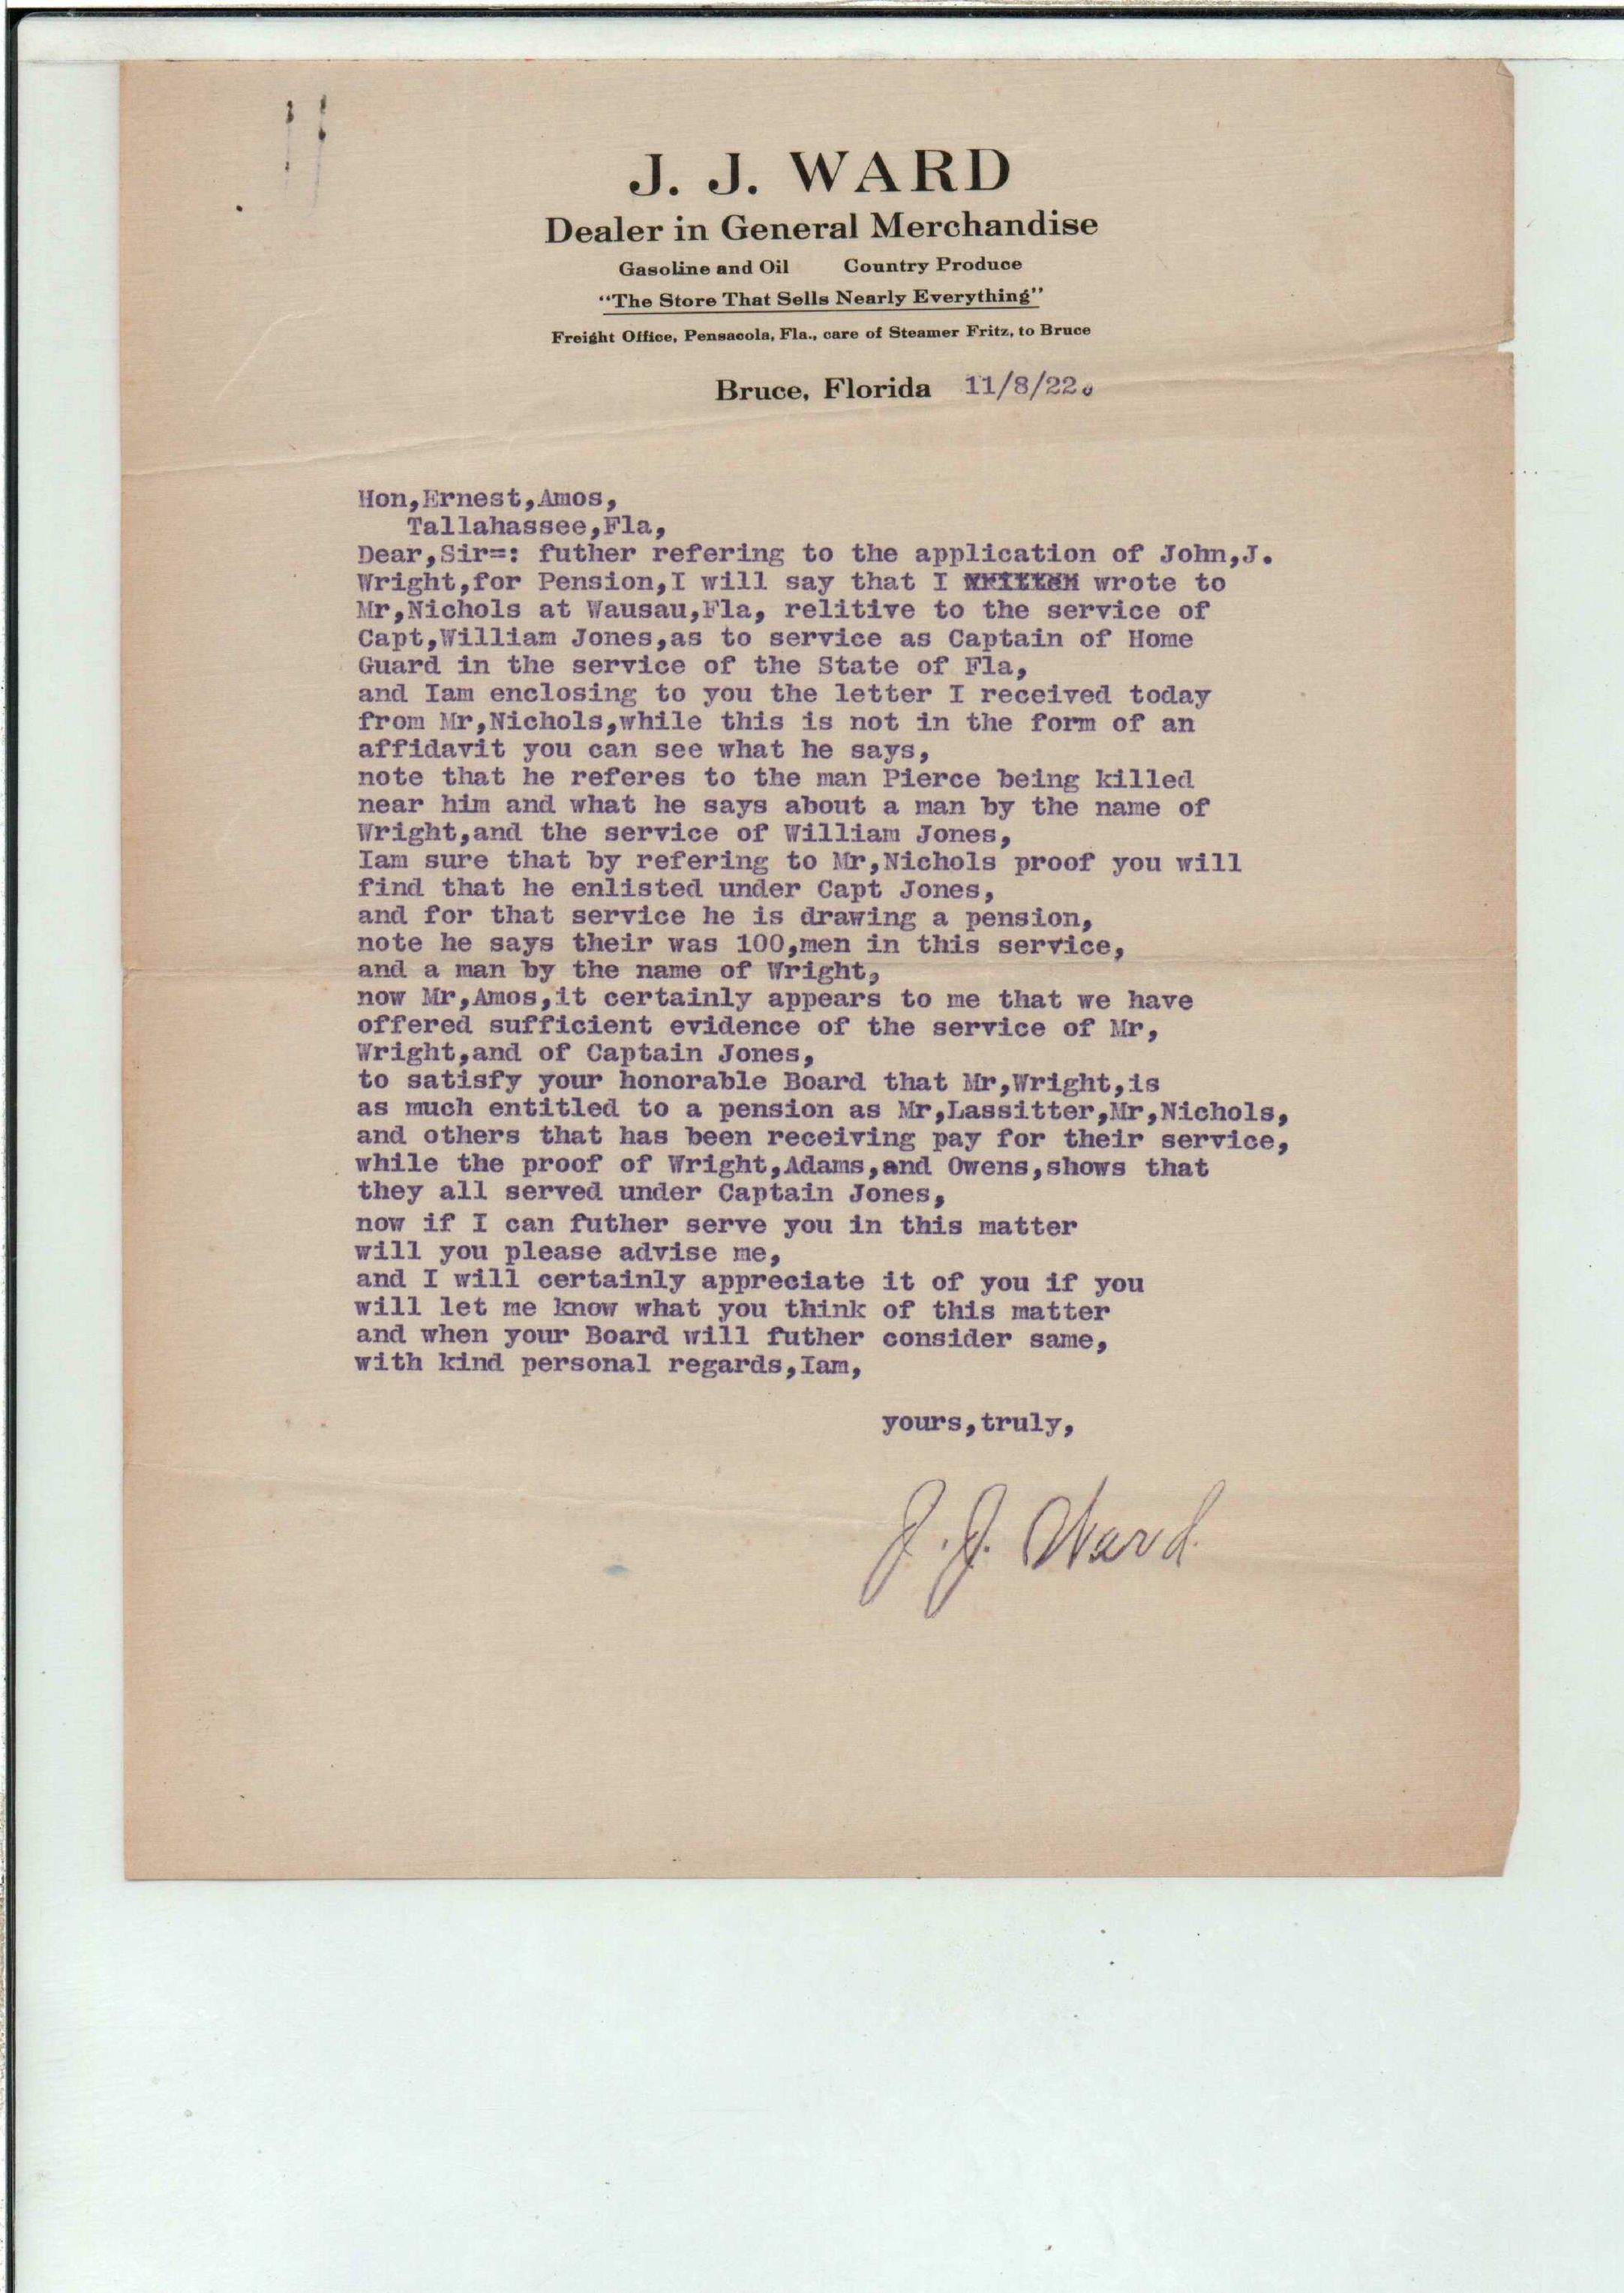 J. J. WARD
Dealer in General Merchandise
Gasoline and Oil Country Produce
“The Store That Sells Nearly Everything”
Freight Office, Pensacola, Fla., care of Steamer Fritz, to Bruce
Bruce, Florida 11/8/22.
Hon,Ernest,Amos,
Tallahassee,Fla,
Dear,Sir=: futher refering to the application of John,J.
Wright,for Pension,I will say that I wrote to
Mr,Nichols at Wausau,Fla, relitive to the service of
Capt,William Jones,as to service as Captain of Home
Guard in the service of the State of Fla,
and Iam enclosing to you the letter I received today
from Mr,Nichols,while this is not in the form of an
affidavit you can see what he says,
note that he referes to the man Pierce being killed
near him and what he says about a man by the name of
Wright,and the service of William Jones,
Iam sure that by refering to Mr,Nichols proof you will
find that he enlisted under Capt Jones,
and for that service he is drawing a pension,
note he says their was 100,men in this service,
and a man by the name of Wright,
now Mr,Amos,it certainly appears to me that we have
offered sufficient evidence of the service of Mr,
Wright,and of Captain Jones,
to satisfy your honorable Board that Mr,Wright,is
as much entitled to a pension as Mr,Lassitter,Mr,Nichols,
and others that has been receiving pay for their service,
while the proof of Wright,Adams,and Owens,shows that
they all served under Captain Jones,
now if I can futher serve you in this matter
will you please advise me,
and I will certainly appreciate it of you if you
will let me know what you think of this matter
and when your Board will futher consider same,
with kind personal regards,Iam,
yours,truly,
J. J. Ward.